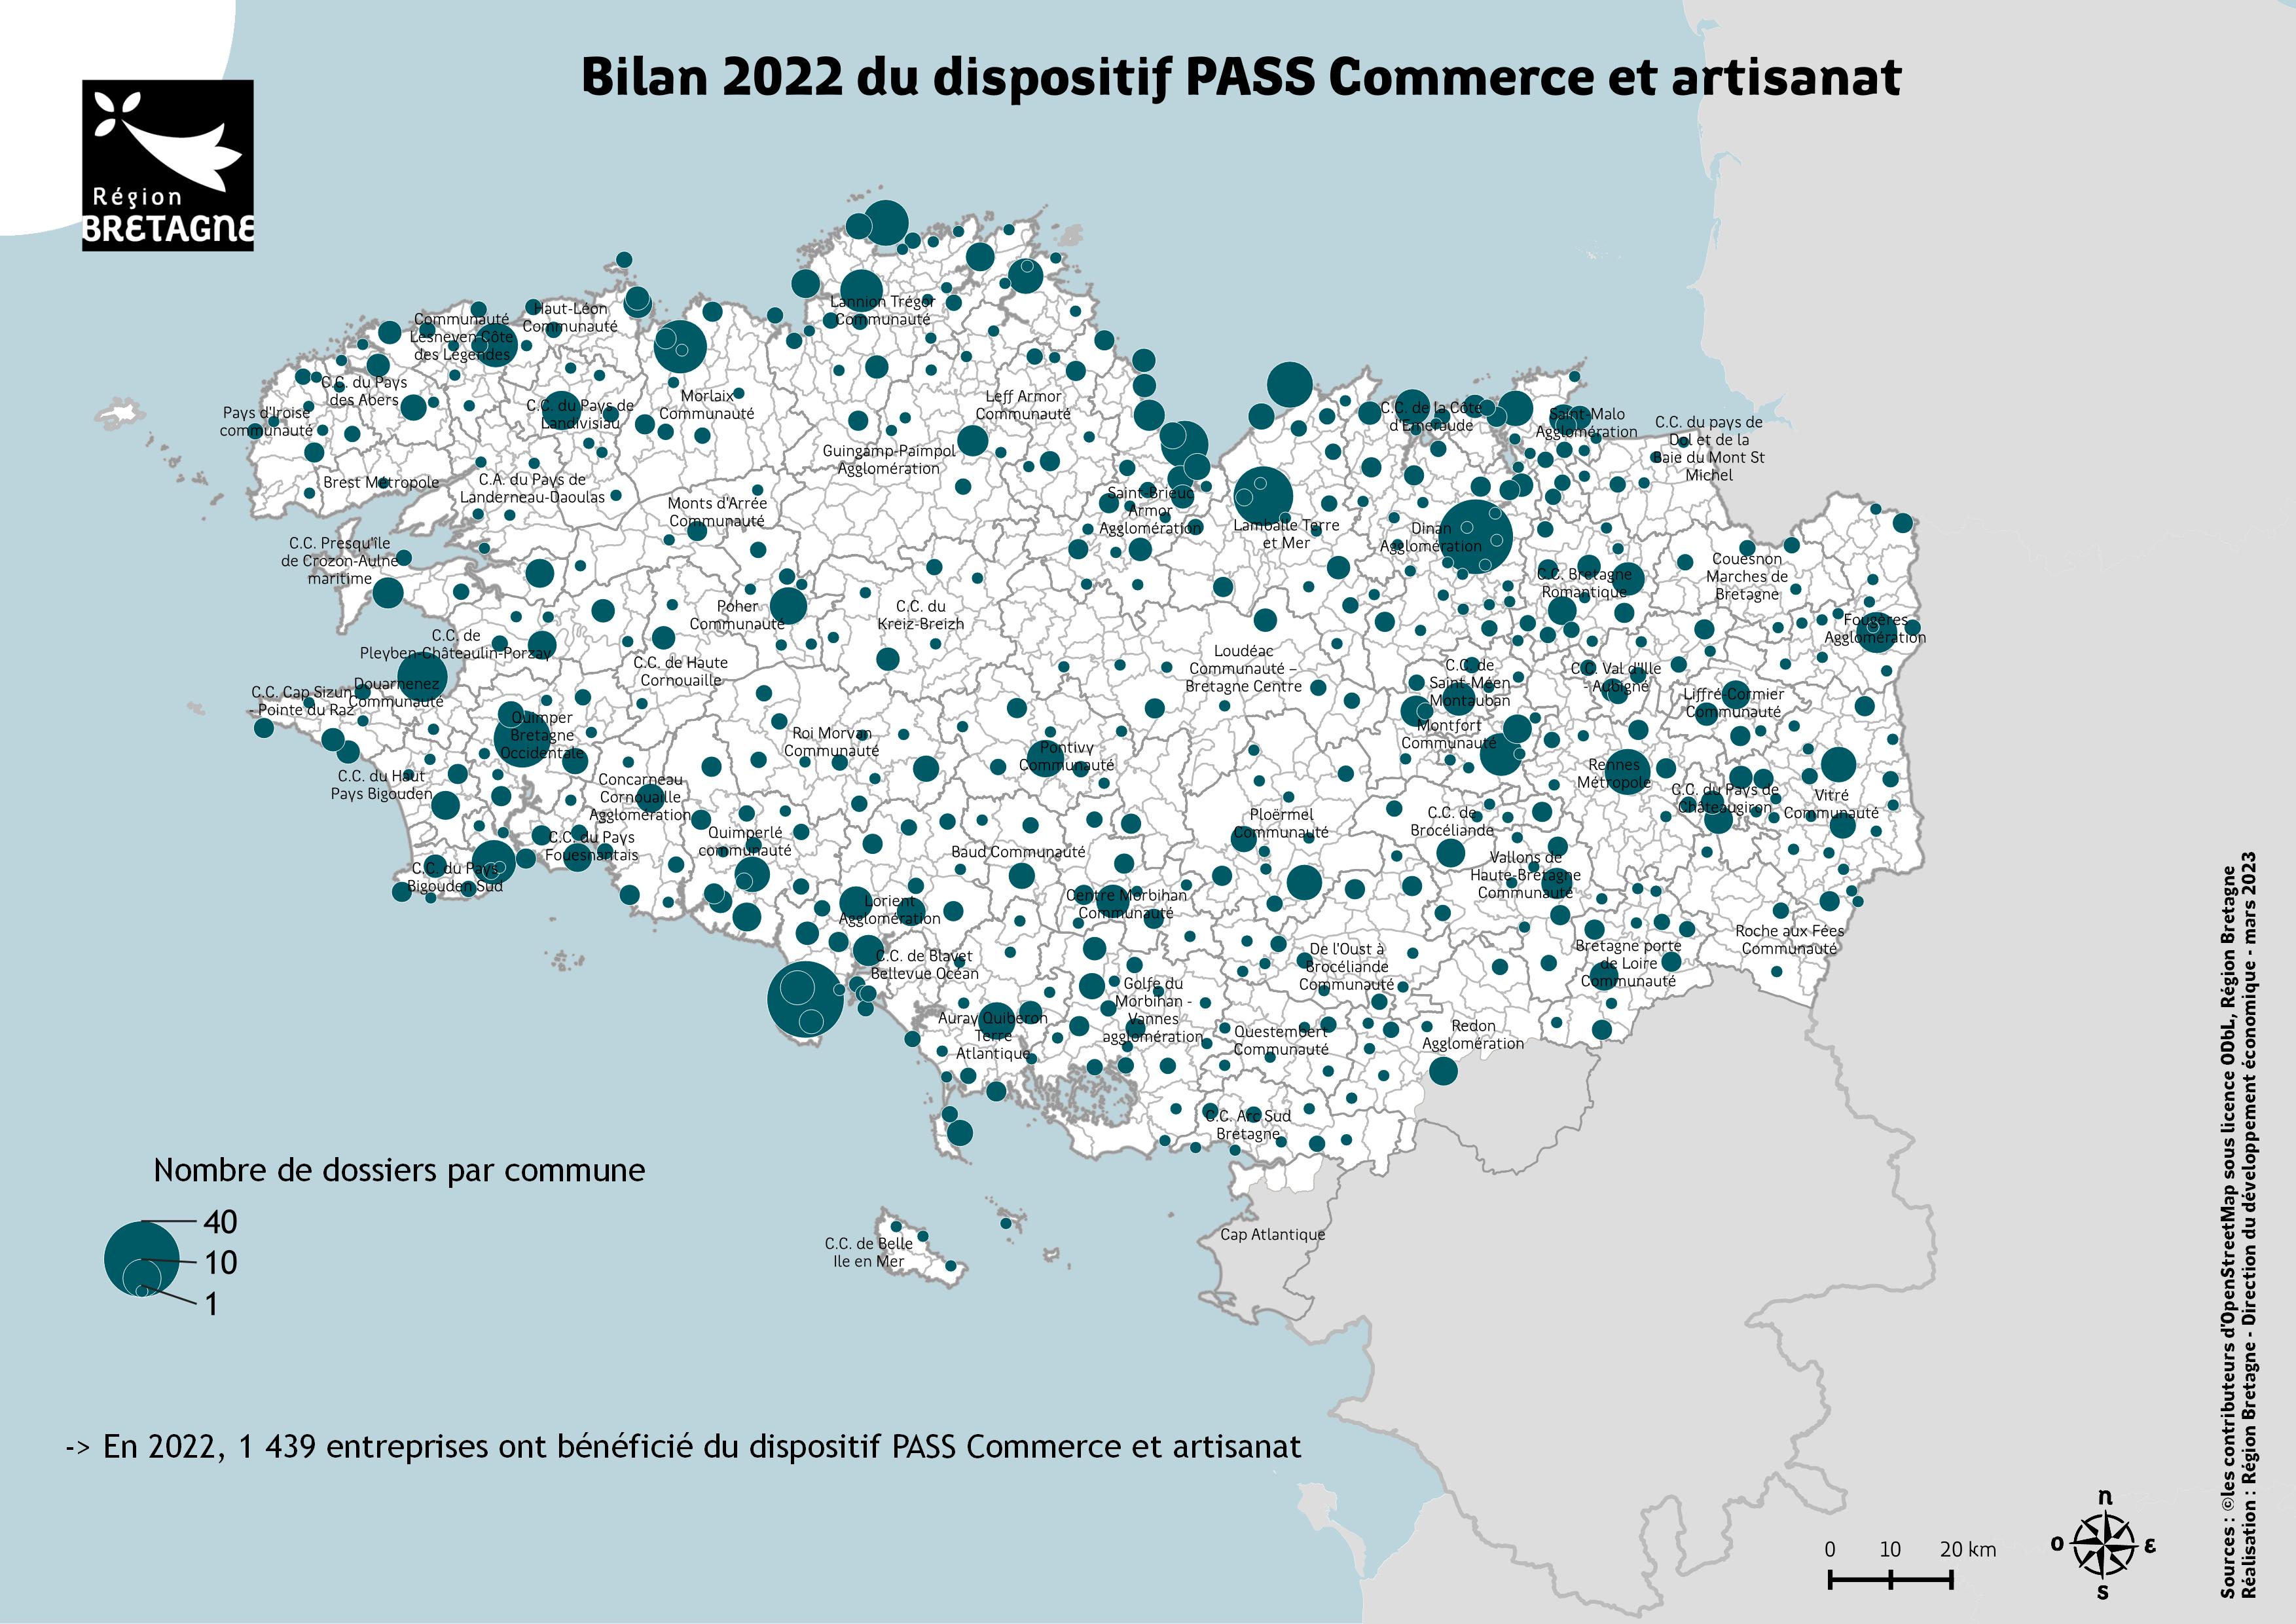 Bilan 2022 du dispositif PASS Commerce et artisanat
Région
BRETAGNE
Lannion Trégor
Communauté
Haut-Léon
Communauté
Communauté
Lesneven Côte
des Légendes
C.C. du Pays
des Abers
Pays d'Iroise
communauté
C.C. du Pays de
Landivisiau
Morlaix
Communauté
Leff Armor
Communauté
Guingamp-Paimpol
Agglomération
C.C. de la Côte
d'Emeraude
Saint-Malo
Agglomération
C.C. du pays de
Dol et de la
Baie du Mont St
Michel
Brest Métropole
C.A. du Pays de
Landerneau-Daoulas
Monts d'Arrée
Communauté
Saint-Brieuc
Armor
Agglomération
Lamballe Terre
et Mer
Dinan
Agglomération
C.C. Presqu'île
de Crozon-Aulne
maritime
C.C. Bretagne
Romantique
Couesnon
Marches de
Bretagne
Poher
Communauté
C.C. du
Kreiz-Breizh
Fougères
Agglomération
C.C. de
Pleyben-Châteaulin-Porzay
C.C. de Haute
Cornouaille
Loudéac
Communauté –
Bretagne Centre
C.C. de
Saint-Méen
Montauban
C.C. Val d'Ille
- Aubigné
Liffré-Cormier
Communauté
Douarnenez
Communauté
C.C. Cap Sizun
- Pointe du Raz
Quimper
Bretagne
Occidentale
Roi Morvan
Communauté
Pontivy
Communauté
Montfort
Communauté
Rennes
Métropole
C.C. du Haut
Pays Bigouden
Concarneau
Cornouaille
Agglomération
C.C. du Pays de
Châteaugiron
Vitré
Communauté
Ploërmel
Communauté
C.C. de
Brocéliande
Quimperlé
communauté
C.C. du Pays
Fouesnantais
Baud Communauté
Vallons de
Haute-Bretagne
Communauté
C.C. du Pays
Bigouden Sud
Lorient
Agglomération
Centre Morbihan
Communauté
Roche aux Fées
Communauté
C.C. de Blavet
Bellevue Océan
De l'Oust à
Brocéliande
Communauté
Bretagne porte
de Loire
Communauté
Golfe du
Morbihan -
Vannes
agglomération
Auray Quibéron
Terre
Atlantique
Questembert
Communauté
Redon
Agglomération
C.C. Arc Sud
Bretagne
Cap Atlantique
C.C. de Belle
Ile en Mer
Nombre de dossiers par commune
40
10
1
-> En 2022, 1 439 entreprises ont bénéficié du dispositif PASS Commerce et artisanat
0 10 20 km
n
o ε
s
Sources : ©les contributeurs d'OpenStreetMap sous licence ODbL, Région Bretagne
Réalisation : Région Bretagne - Direction du développement économique - mars 2023